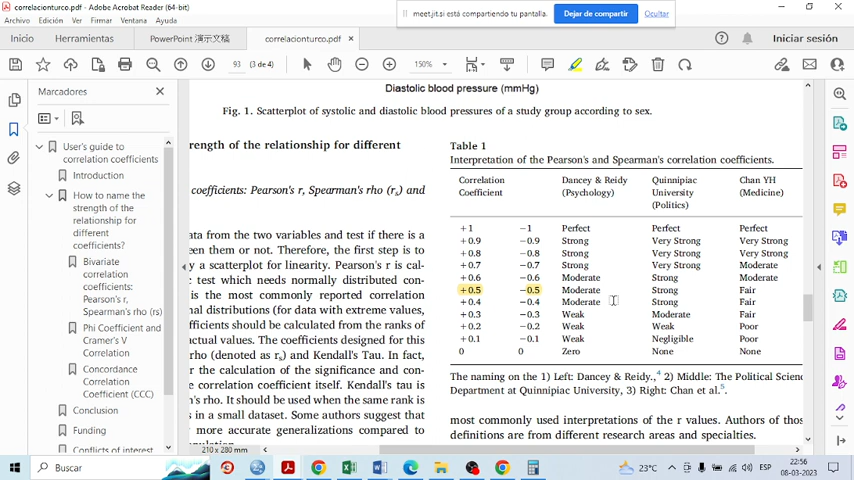 correlacionturco.pdf - Adobe Acrobat Reader (64-bit)
meet.jit.si está compartiendo tu pantalla.
Dejar de compartir
Ocultar
Archivo Edición Ver Firmar Ventana Ayuda
Inicio Herramientas PowerPoint 演示文稿 correlacionturco.pdf Iniciar sesión
93 (3 de 4) 150%
Marcadores
User's guide to
correlation coefficients
Introduction
How to name the
strength of the
relationship for
different
coefficients?
Bivariate
correlation
coefficients:
Pearson's r,
Spearman's rho (rs)
Phi Coefficient and
Cramer's V
Correlation
Concordance
Correlation
Coefficient (CCC)
Conclusion
Funding
Conflicts of interest
Diastolic blood pressure (mmHg)
Fig. 1. Scatterplot of systolic and diastolic blood pressures of a study group according to sex.
rength of the relationship for different
coefficients: Pearson's r, Spearman's rho (rs) and
ata from the two variables and test if there is a
een them or not. Therefore, the first step is to
y a scatterplot for linearity. Pearson's r is cal-
c test which needs normally distributed con-
is the most commonly reported correlation
nal distributions (for data with extreme values,
efficients should be calculated from the ranks of
ctual values. The coefficients designed for this
rho (denoted as rs) and Kendall's Tau. In fact,
r the calculation of the significance and con-
e correlation coefficient itself. Kendall's tau is
n's rho. It should be used when the same rank is
s in a small dataset. Some authors suggest that
more accurate generalizations compared to
Table 1
Interpretation of the Pearson's and Spearman's correlation coefficients.
Correlation Dancey & Reidy Quinnipiac Chan YH
Coefficient (Psychology) University (Medicine)
(Politics)
+1 −1 Perfect Perfect Perfect
+0.9 −0.9 Strong Very Strong Very Strong
+0.8 −0.8 Strong Very Strong Very Strong
+0.7 −0.7 Strong Very Strong Moderate
+0.6 −0.6 Moderate Strong Moderate
+0.5 −0.5 Moderate Strong Fair
+0.4 −0.4 Moderate Strong Fair
+0.3 −0.3 Weak Moderate Fair
+0.2 −0.2 Weak Weak Poor
+0.1 −0.1 Weak Negligible Poor
0 0 Zero None None
The naming on the 1) Left: Dancey & Reidy.,4 2) Middle: The Political Scienc
Department at Quinnipiac University, 3) Right: Chan et al.5.
most commonly used interpretations of the r values. Authors of thos
definitions are from different research areas and specialties.
210 x 280 mm
Buscar
23°C
ESP
22:56
08-03-2023